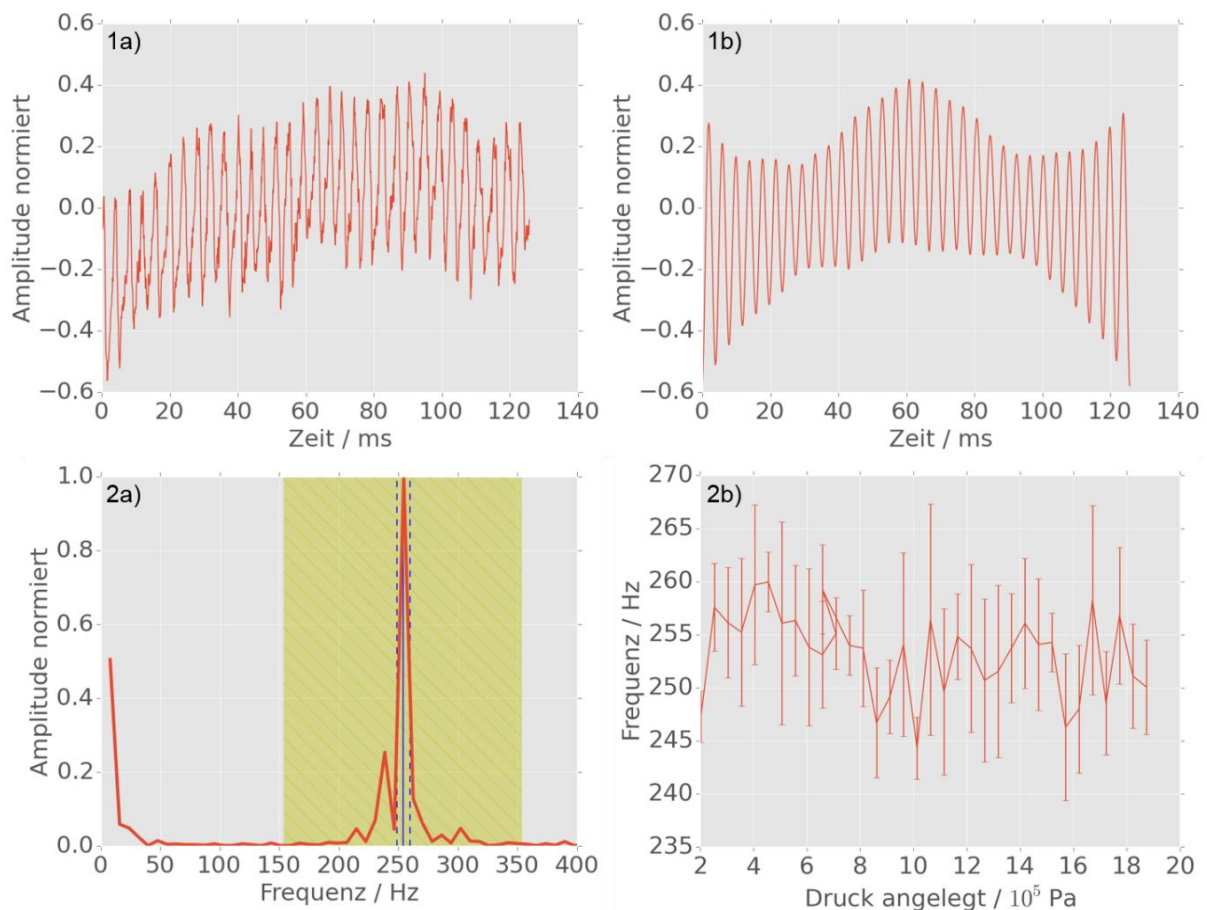 1a)
0.6
0.4
0.2
0.0
−0.2
−0.4
−0.6
Amplitude normiert
0 20 40 60 80 100 120 140
Zeit / ms
1b)
0.6
0.4
0.2
0.0
−0.2
−0.4
−0.6
Amplitude normiert
0 20 40 60 80 100 120 140
Zeit / ms
2a)
1.0
0.8
0.6
0.4
0.2
0.0
Amplitude normiert
0 50 100 150 200 250 300 350 400
Frequenz / Hz
2b)
270
265
260
255
250
245
240
235
Frequenz / Hz
2 4 6 8 10 12 14 16 18 20
Druck angelegt / 10⁵ Pa